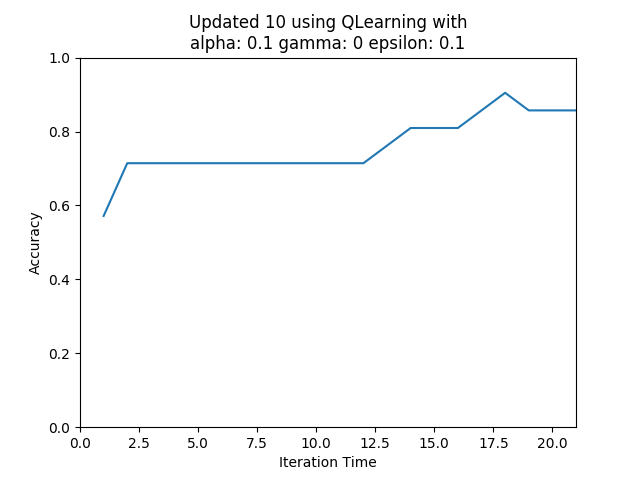 Updated 10 using QLearning with
alpha: 0.1 gamma: 0 epsilon: 0.1
1.0
0.8
0.6
0.4
0.2
0.0
Accuracy
0.0 2.5 5.0 7.5 10.0 12.5 15.0 17.5 20.0
Iteration Time